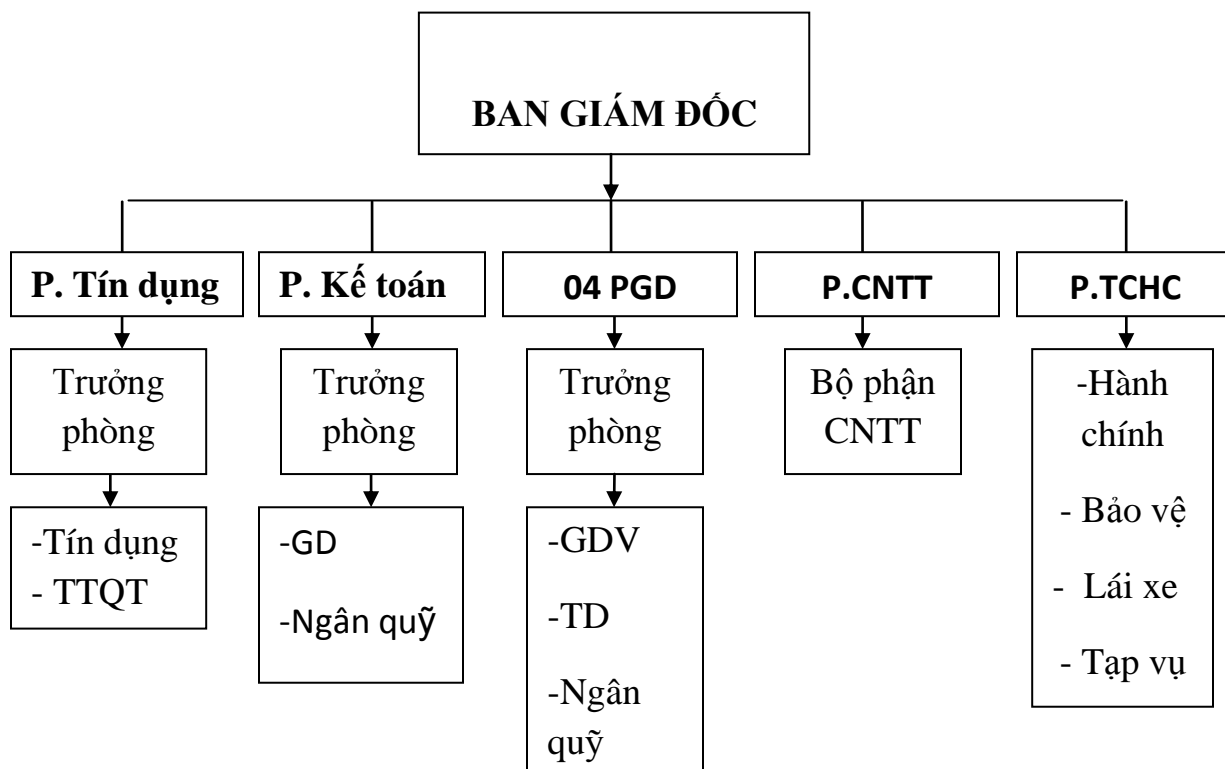 BAN GIÁM ĐỐC
P. Tín dụng
P. Kế toán
04 PGD
P.CNTT
P.TCHC
Trưởng
phòng
Trưởng
phòng
Trưởng
phòng
Bộ phận
CNTT
-Hành
chính
- Bảo vệ
- Lái xe
- Tạp vụ
-Tín dụng
- TTQT
-GD
-Ngân quỹ
-GDV
-TD
-Ngân
quỹ